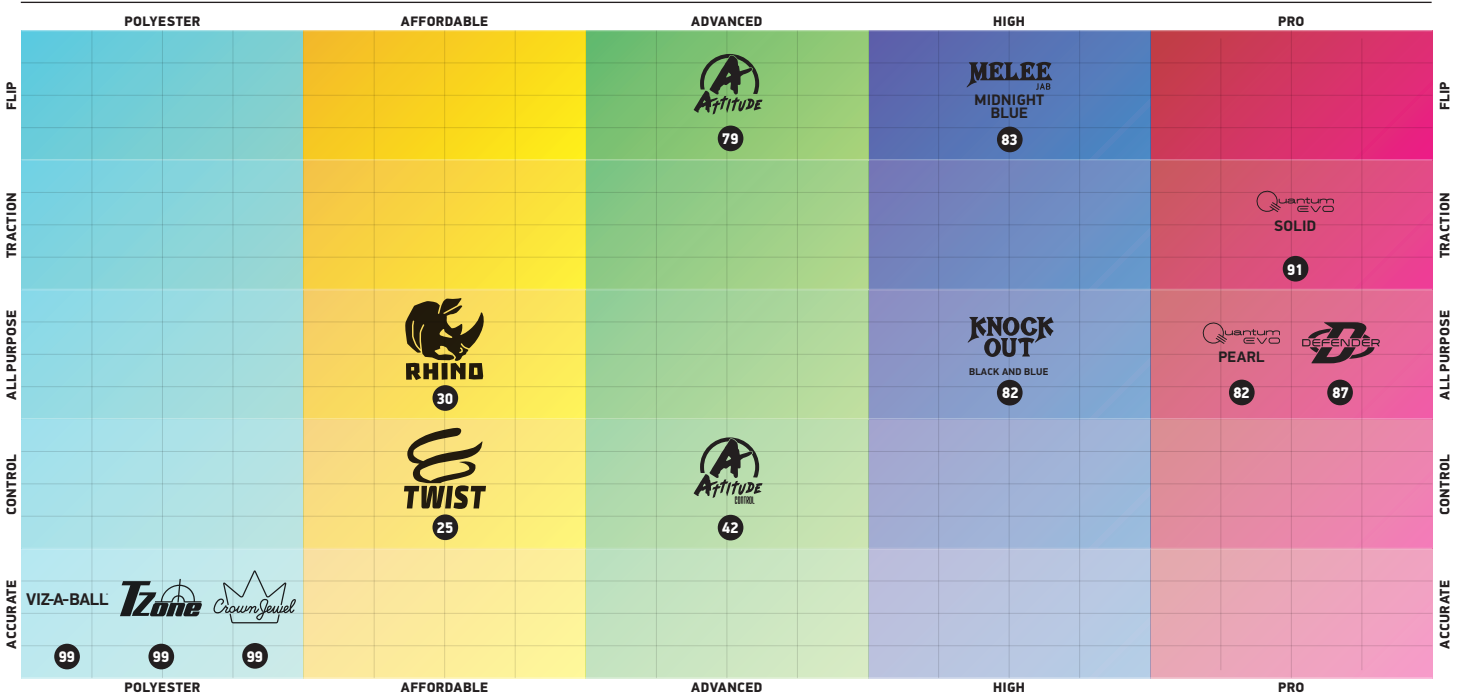 POLYESTER AFFORDABLE ADVANCED HIGH PRO
FLIP
ATTITUDE
79
MELEE
JAB
MIDNIGHT
BLUE
83
FLIP
TRACTION
Quantum
EVO
SOLID
91
TRACTION
ALL PURPOSE
RHINO
30
KNOCK
OUT
BLACK AND BLUE
82
Quantum
EVO
PEARL
82
DEFENDER
87
ALL PURPOSE
CONTROL
TWIST
25
ATTITUDE
CONTROL
42
CONTROL
ACCURATE
VIZ-A-BALL
99
TZone
99
Crown Jewel
99
ACCURATE
POLYESTER AFFORDABLE ADVANCED HIGH PRO